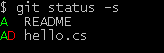 $ git status -s
A  README
AD hello.cs